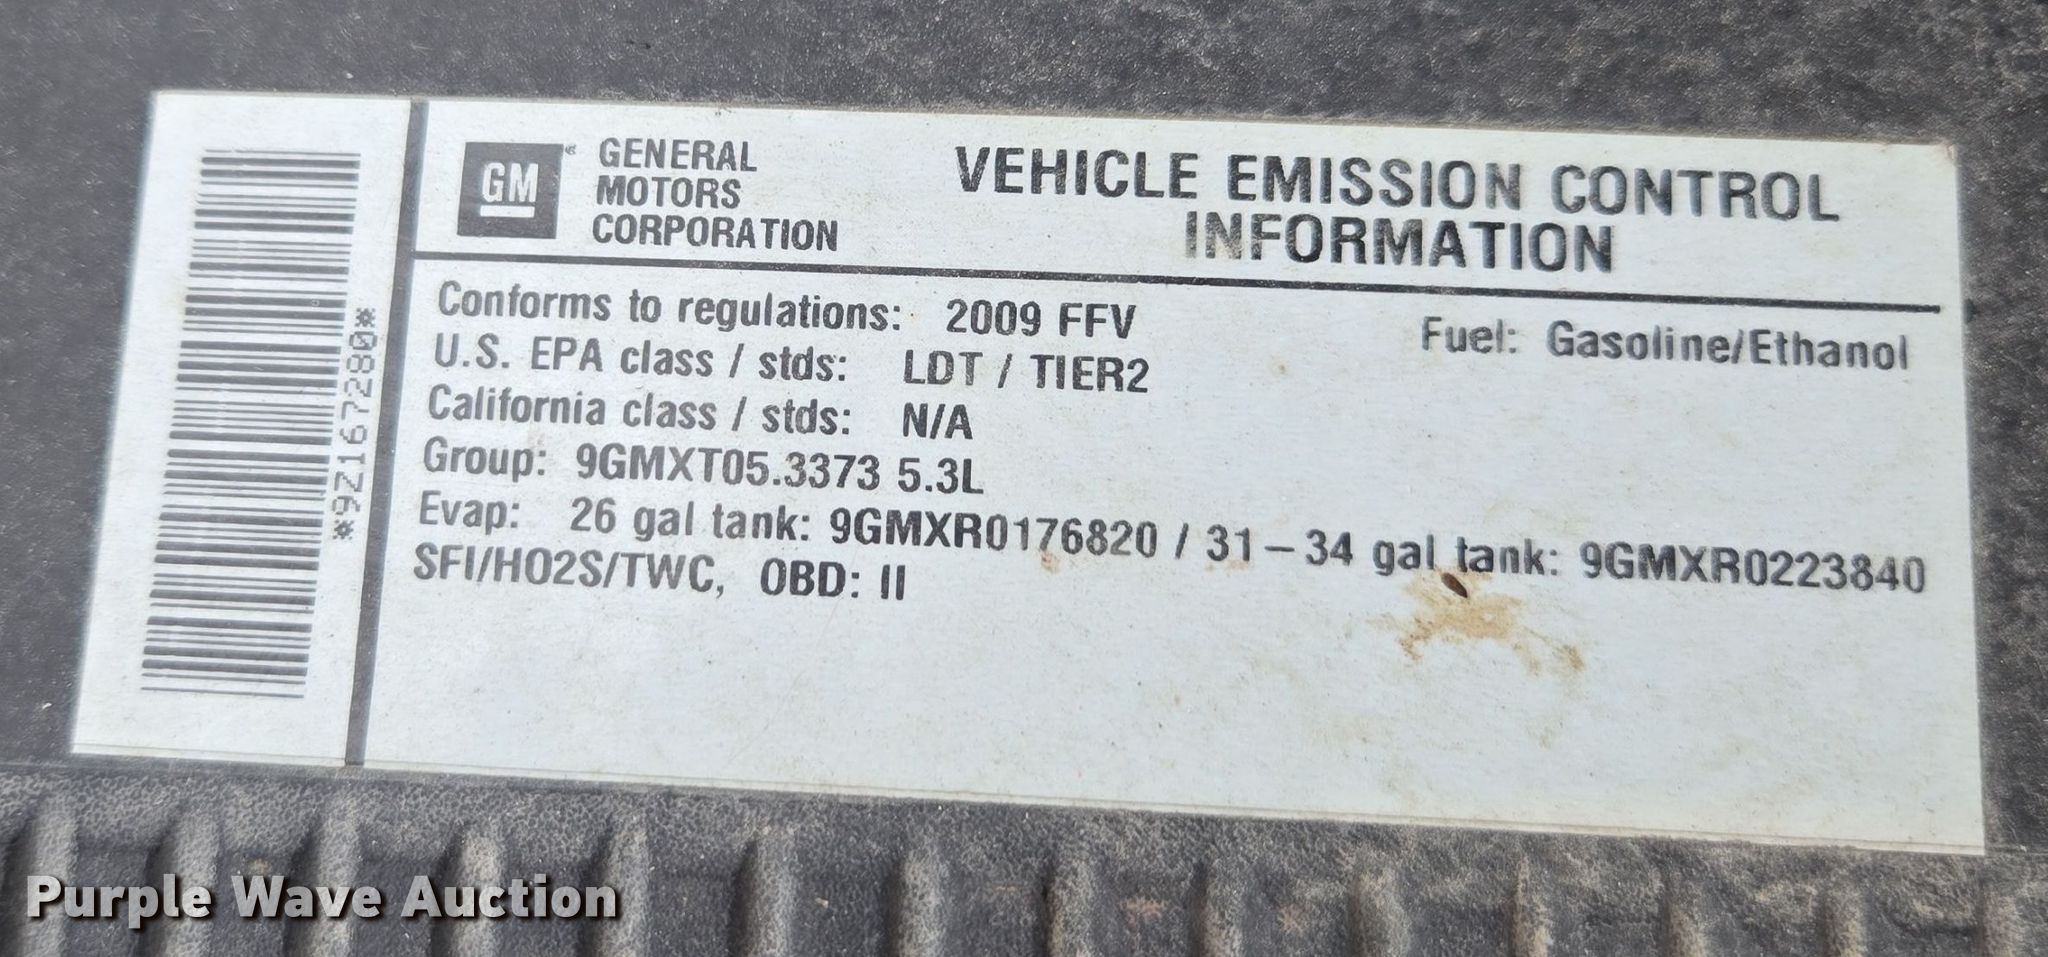 *9Z167280*
GM
GENERAL
MOTORS
CORPORATION
VEHICLE EMISSION CONTROL
INFORMATION
Conforms to regulations: 2009 FFV
Fuel: Gasoline/Ethanol
U.S. EPA class / stds: LDT / TIER2
California class / stds: N/A
Group: 9GMXT05.3373 5.3L
Evap: 26 gal tank: 9GMXR0176820 / 31-34 gal tank: 9GMXR0223840
SFI/HO2S/TWC, OBD: II
Purple Wave Auction